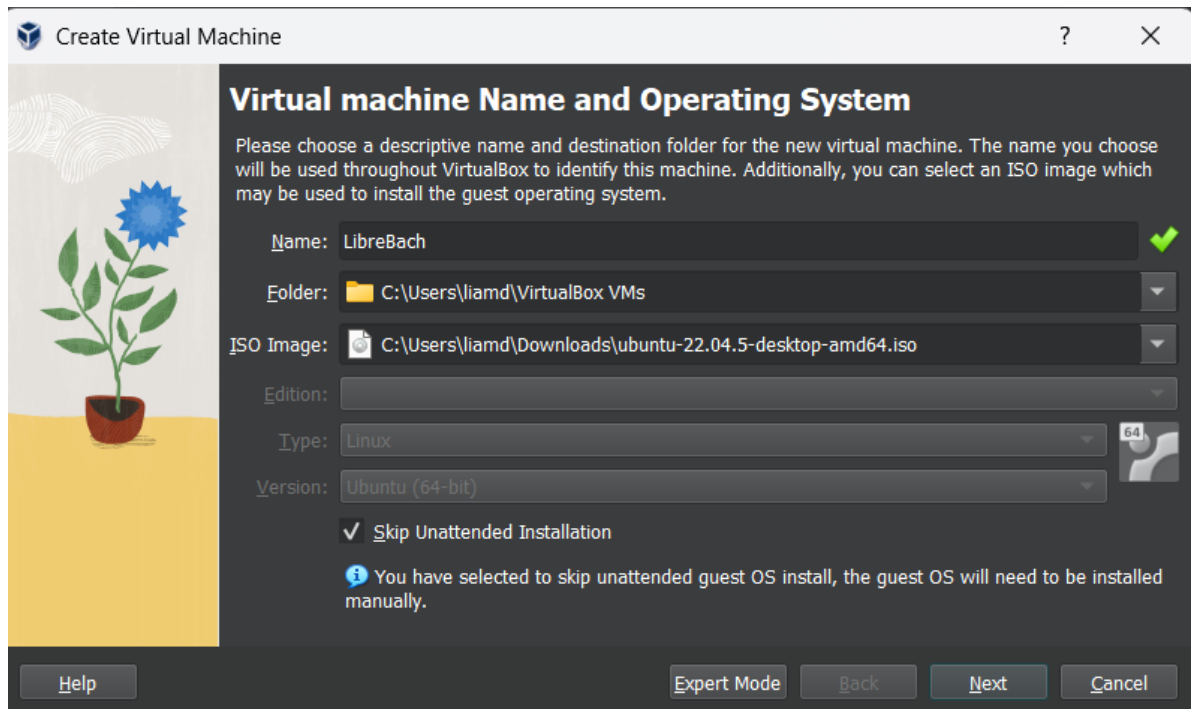 Create Virtual Machine
?
Virtual machine Name and Operating System
Please choose a descriptive name and destination folder for the new virtual machine. The name you choose
will be used throughout VirtualBox to identify this machine. Additionally, you can select an ISO image which
may be used to install the guest operating system.
Name: LibreBach
Folder: C:\Users\liamd\VirtualBox VMs
ISO Image: C:\Users\liamd\Downloads\ubuntu-22.04.5-desktop-amd64.iso
Edition:
Type: Linux
64
Version: Ubuntu (64-bit)
Skip Unattended Installation
You have selected to skip unattended guest OS install, the guest OS will need to be installed
manually.
Help Expert Mode Back Next Cancel